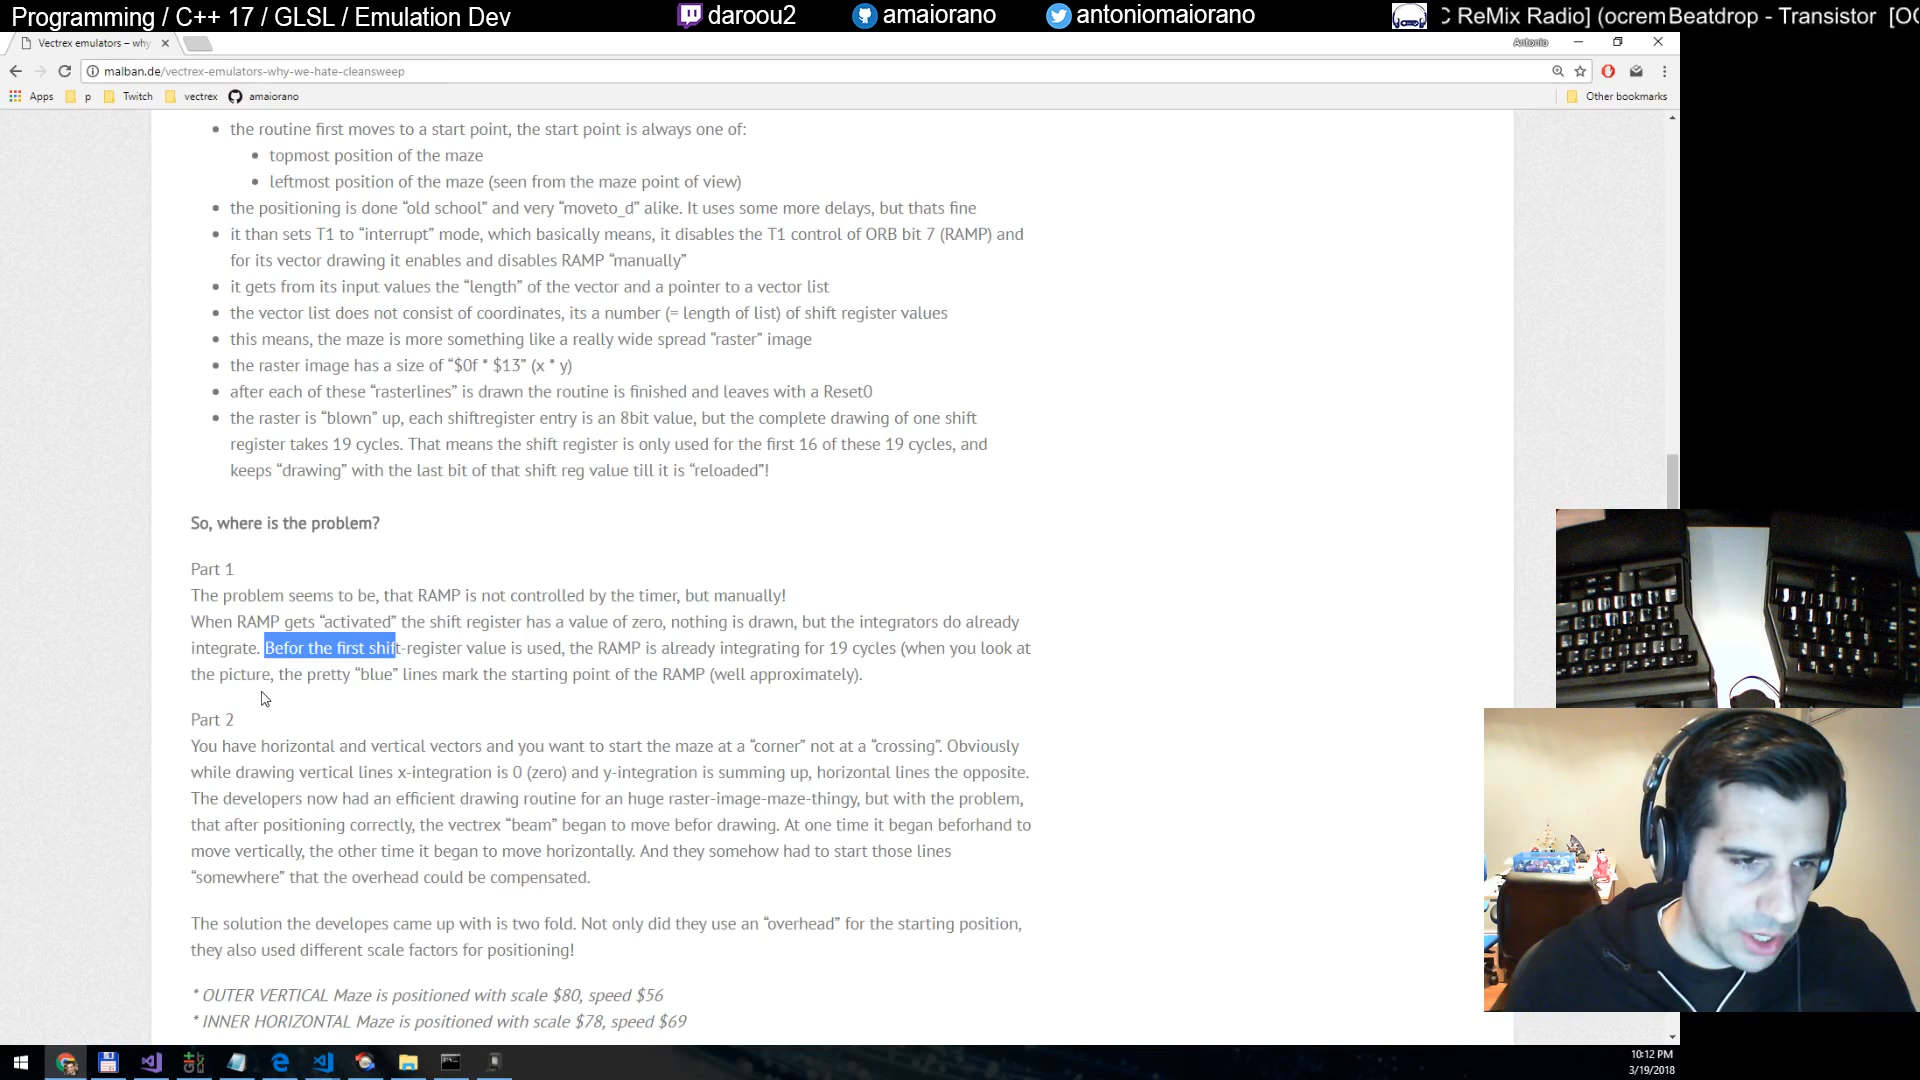 Programming / C++ 17 / GLSL / Emulation Dev
daroou2
amaiorano
antoniomaiorano
ReMix Radio] (ocrem Beatdrop - Transistor [OC
Vectrex emulators – why
Antonio
malban.de/vectrex-emulators-why-we-hate-cleansweep
Apps
p
Twitch
vectrex
amaiorano
Other bookmarks
the routine first moves to a start point, the start point is always one of:
topmost position of the maze
leftmost position of the maze (seen from the maze point of view)
the positioning is done “old school” and very “moveto_d” alike. It uses some more delays, but thats fine
it than sets T1 to “interrupt” mode, which basically means, it disables the T1 control of ORB bit 7 (RAMP) and
for its vector drawing it enables and disables RAMP “manually”
it gets from its input values the “length” of the vector and a pointer to a vector list
the vector list does not consist of coordinates, its a number (= length of list) of shift register values
this means, the maze is more something like a really wide spread “raster” image
the raster image has a size of “$0f * $13” (x * y)
after each of these “rasterlines” is drawn the routine is finished and leaves with a Reset0
the raster is “blown” up, each shiftregister entry is an 8bit value, but the complete drawing of one shift
register takes 19 cycles. That means the shift register is only used for the first 16 of these 19 cycles, and
keeps “drawing” with the last bit of that shift reg value till it is “reloaded”!
So, where is the problem?
Part 1
The problem seems to be, that RAMP is not controlled by the timer, but manually!
When RAMP gets “activated” the shift register has a value of zero, nothing is drawn, but the integrators do already
integrate. Befor the first shift-register value is used, the RAMP is already integrating for 19 cycles (when you look at
the picture, the pretty “blue” lines mark the starting point of the RAMP (well approximately).
Part 2
You have horizontal and vertical vectors and you want to start the maze at a “corner” not at a “crossing”. Obviously
while drawing vertical lines x-integration is 0 (zero) and y-integration is summing up, horizontal lines the opposite.
The developers now had an efficient drawing routine for an huge raster-image-maze-thingy, but with the problem,
that after positioning correctly, the vectrex “beam” began to move befor drawing. At one time it began beforhand to
move vertically, the other time it began to move horizontally. And they somehow had to start those lines
“somewhere” that the overhead could be compensated.
The solution the developes came up with is two fold. Not only did they use an “overhead” for the starting position,
they also used different scale factors for positioning!
* OUTER VERTICAL Maze is positioned with scale $80, speed $56
* INNER HORIZONTAL Maze is positioned with scale $78, speed $69
10:12 PM
3/19/2018